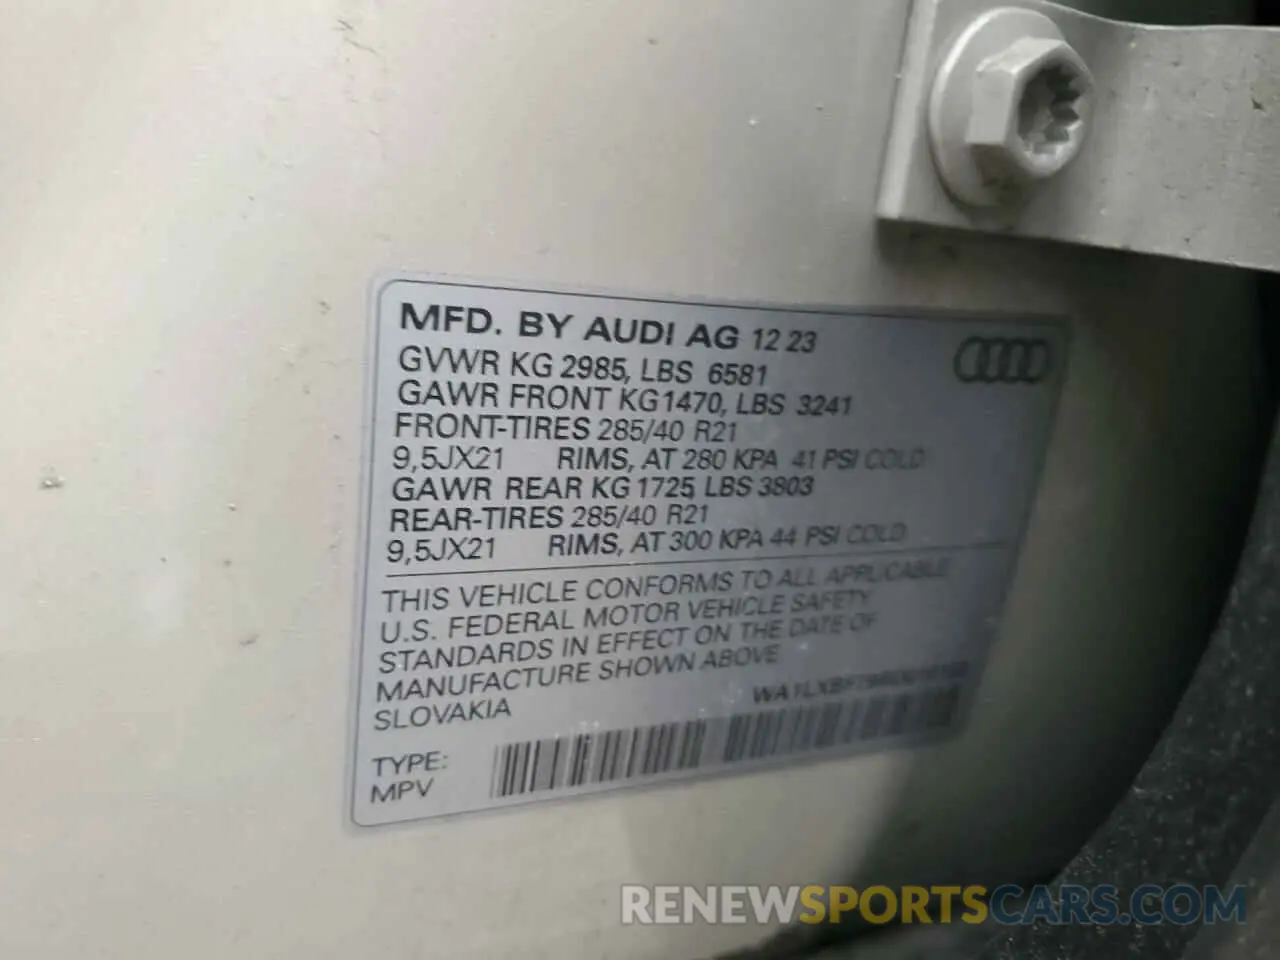 MFD. BY AUDI AG 12 23
GVWR KG 2985, LBS 6581
GAWR FRONT KG1470, LBS 3241
FRONT-TIRES 285/40 R21
9,5JX21 RIMS, AT 280 KPA 41 PSI COLD
GAWR REAR KG 1725 LBS 3803
REAR-TIRES 285/40 R21
9,5JX21 RIMS, AT 300 KPA 44 PSI COLD
THIS VEHICLE CONFORMS TO ALL APPLICABLE
U.S. FEDERAL MOTOR VEHICLE SAFETY
STANDARDS IN EFFECT ON THE DATE OF
MANUFACTURE SHOWN ABOVE
SLOVAKIA
TYPE:
MPV
RENEWSPORTSCARS.COM